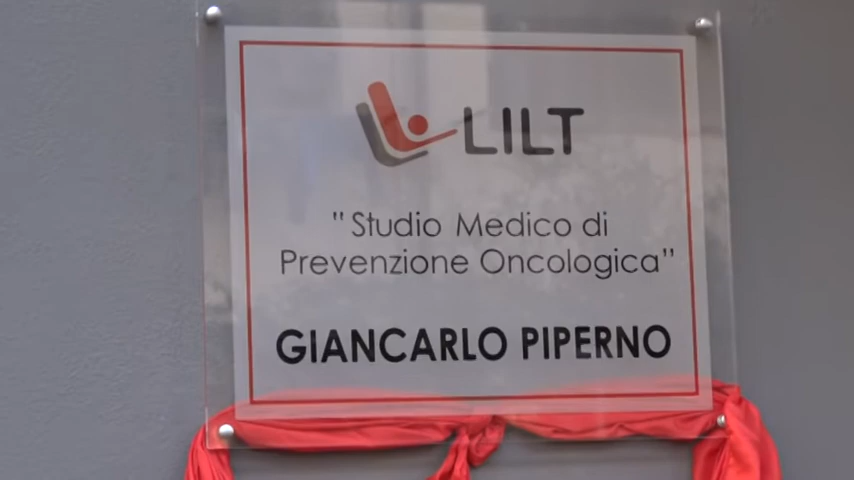 LILT
"Studio Medico di
Prevenzione Oncologica"
GIANCARLO PIPERNO